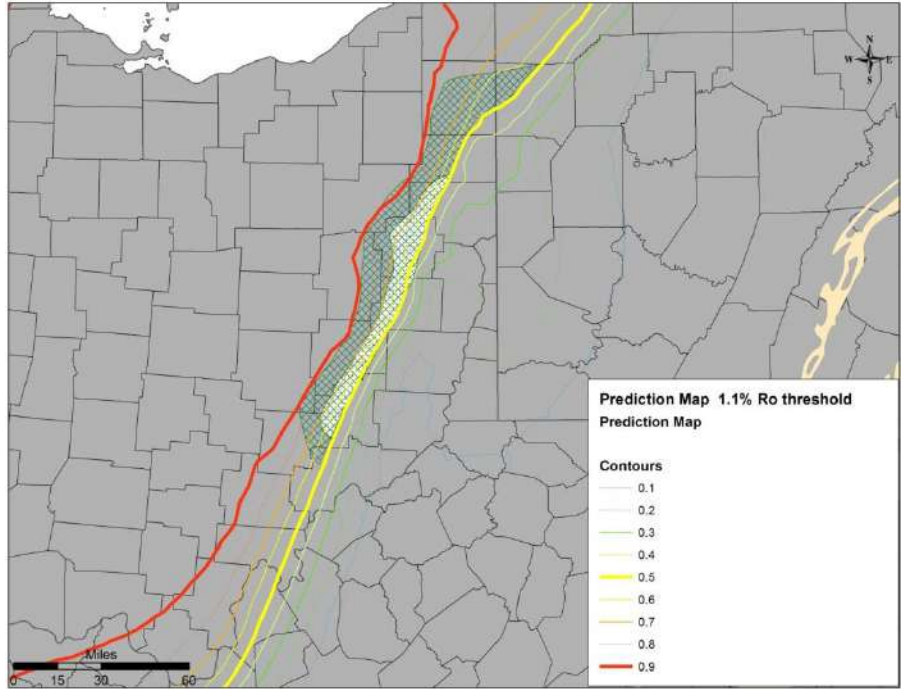 N
W E
S
Prediction Map 1.1% Ro threshold
Prediction Map
Contours
0.1
0.2
0.3
0.4
0.5
0.6
0.7
0.8
0.9
Miles
0 15 30 60